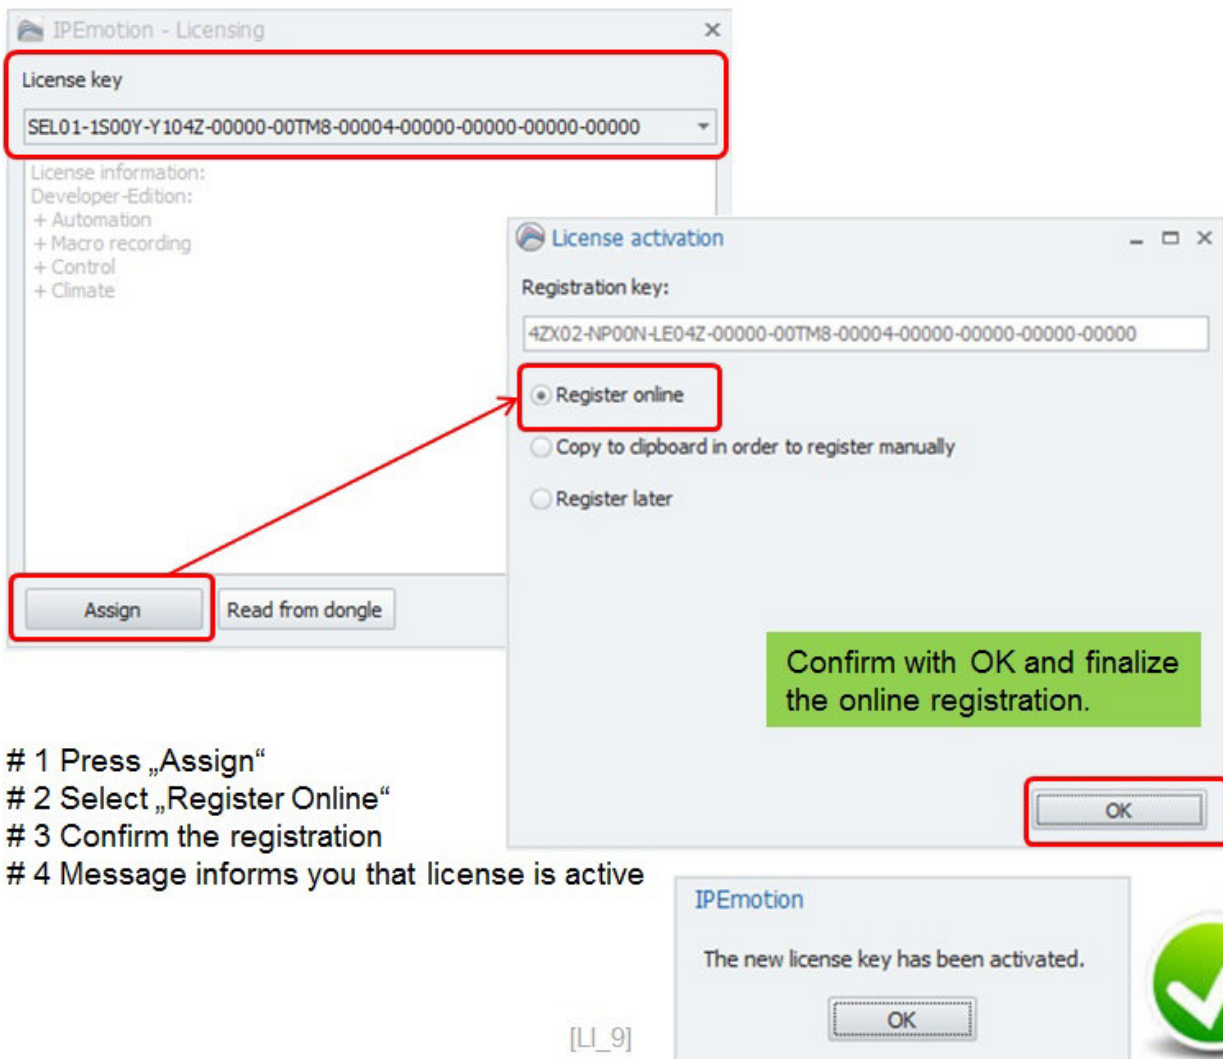 IPEmotion - Licensing
License key
SEL01-1S00Y-Y104Z-00000-00TM8-00004-00000-00000-00000-00000
License information:
Developer-Edition:
+ Automation
+ Macro recording
+ Control
+ Climate
Assign
Read from dongle
License activation
Registration key:
4ZX02-NP00N-LE04Z-00000-00TM8-00004-00000-00000-00000-00000
Register online
Copy to clipboard in order to register manually
Register later
Confirm with OK and finalize
the online registration.
OK
# 1 Press „Assign“
# 2 Select „Register Online“
# 3 Confirm the registration
# 4 Message informs you that license is active
IPEmotion
The new license key has been activated.
OK
[LI_9]